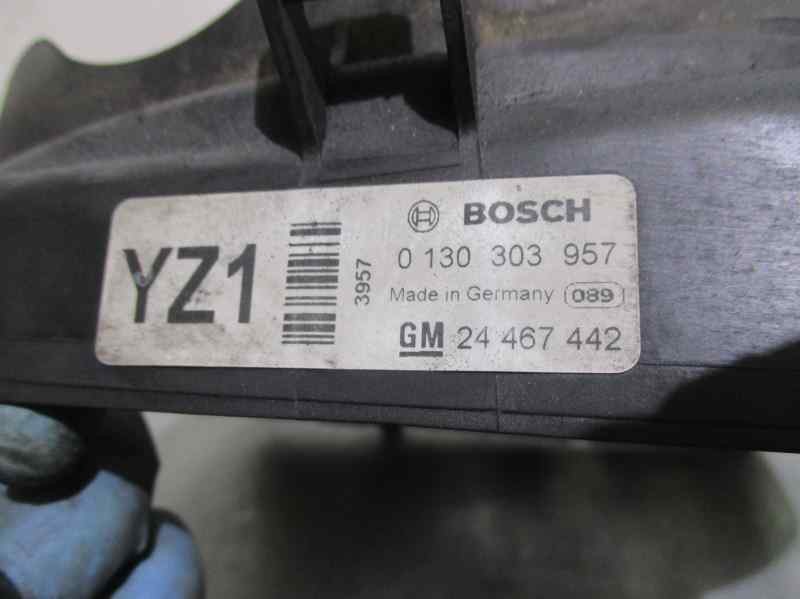 YZ1
3957
BOSCH
0 130 303 957
Made in Germany 089
GM 24 467 442